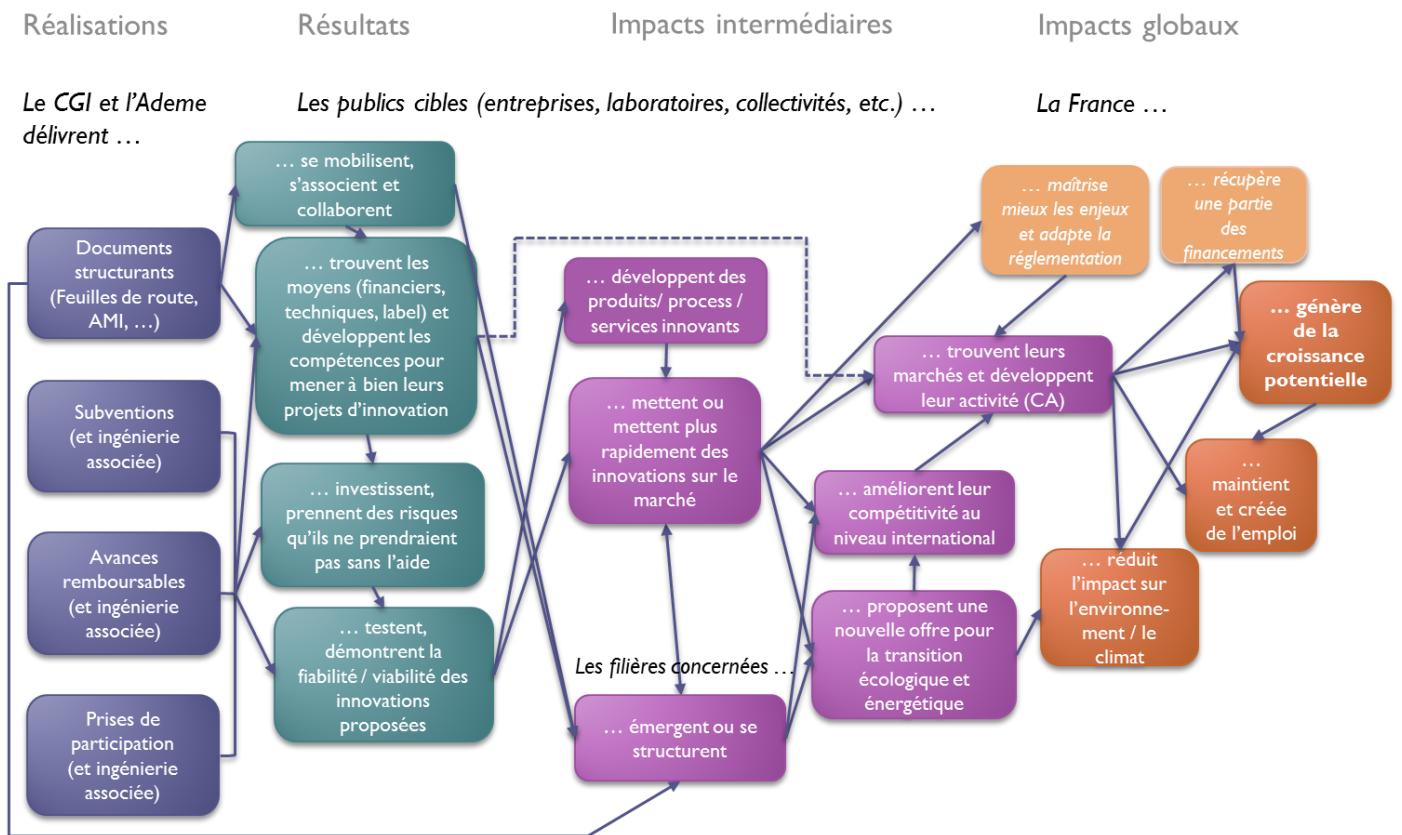 Réalisations
Résultats
Impacts intermédiaires
Impacts globaux
Le CGI et l'Ademe
délivrent …
Les publics cibles (entreprises, laboratoires, collectivités, etc.) …
La France …
Documents
structurants
(Feuilles de route,
AMI, …)
Subventions
(et ingénierie
associée)
Avances
remboursables
(et ingénierie
associée)
Prises de
participation
(et ingénierie
associée)
… se mobilisent,
s'associent et
collaborent
… trouvent les
moyens (financiers,
techniques, label) et
développent les
compétences pour
mener à bien leurs
projets d'innovation
… investissent,
prennent des risques
qu'ils ne prendraient
pas sans l'aide
… testent,
démontrent la
fiabilité / viabilité des
innovations
proposées
… développent des
produits/ process /
services innovants
… mettent ou
mettent plus
rapidement des
innovations sur le
marché
Les filières concernées …
… émergent ou se
structurent
… trouvent leurs
marchés et développent
leur activité (CA)
… améliorent leur
compétitivité au
niveau international
… proposent une
nouvelle offre pour
la transition
écologique et
énergétique
… maîtrise
mieux les enjeux
et adapte la
réglementation
… récupère
une partie
des
financements
… génère
de la
croissance
potentielle
…
maintient
et créée
de l'emploi
… réduit
l'impact sur
l'environne-
ment / le
climat